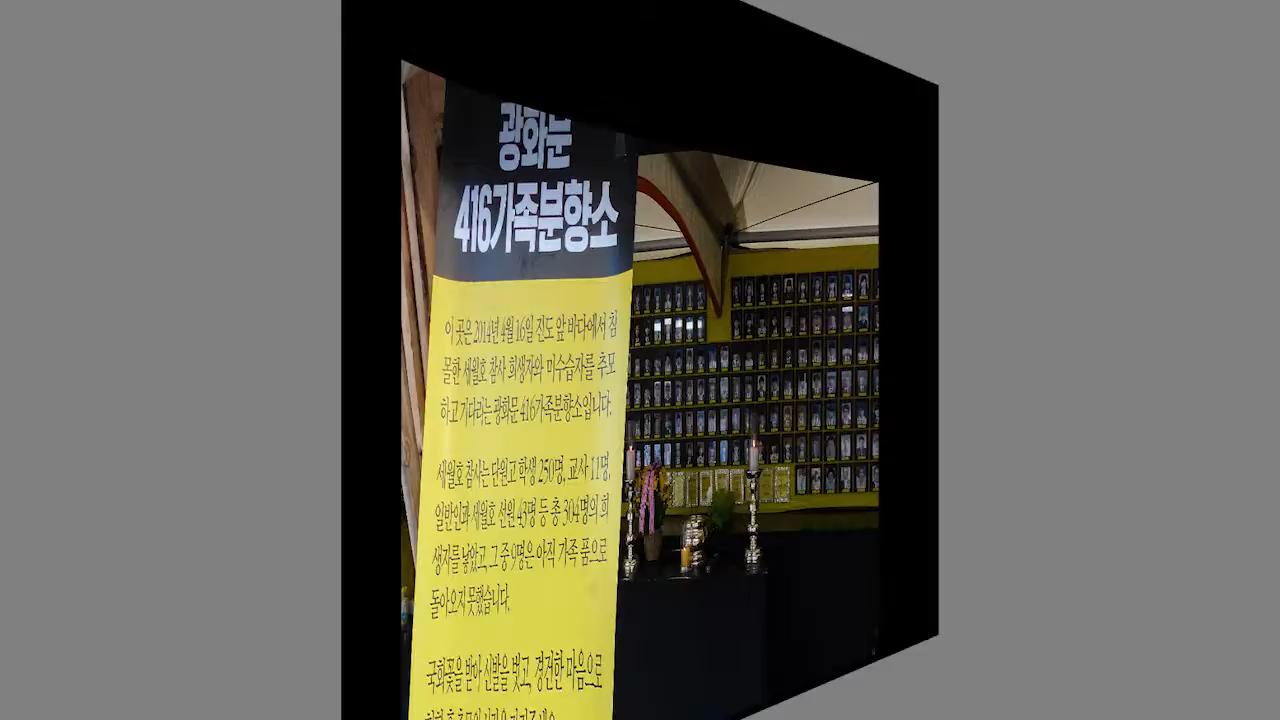 광화문
416가족분향소
이 곳은 2014년 4월 16일 진도 앞 바다에서 침
몰한 세월호 참사 희생자와 미수습자를 추모
하고 기다리는 광화문 416가족분향소입니다.
세월호 참사는 단원고 학생 250명, 교사 11명,
일반인과 세월호 선원 43명 등 총 304명의 희
생자를 낳았고, 그 중 9명은 아직 가족 품으로
돌아오지 못했습니다.
국화꽃을 받아 신발을 벗고, 경건한 마음으로